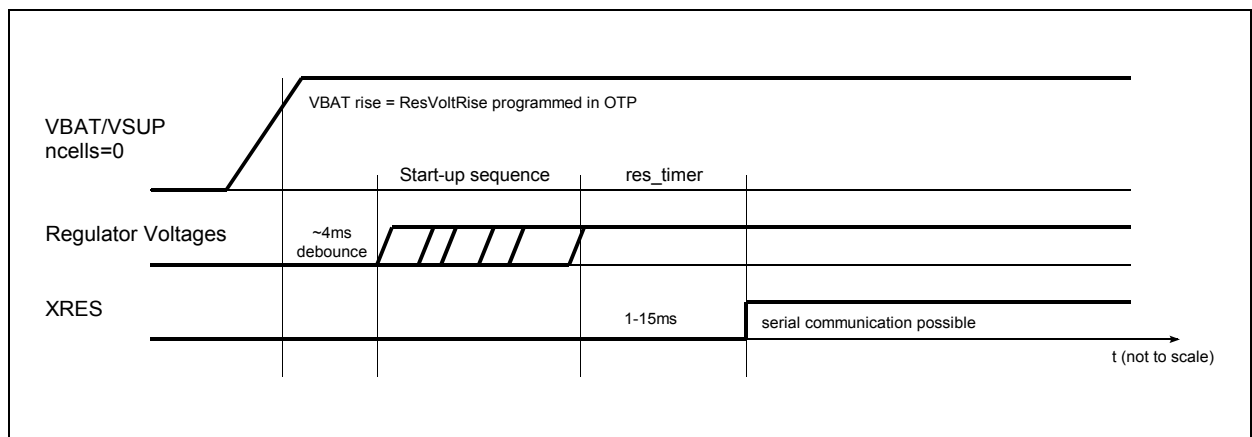 VBAT rise = ResVoltRise programmed in OTP
VBAT/VSUP
ncells=0
Start-up sequence
res_timer
Regulator Voltages
~4ms
debounce
XRES
1-15ms
serial communication possible
t (not to scale)